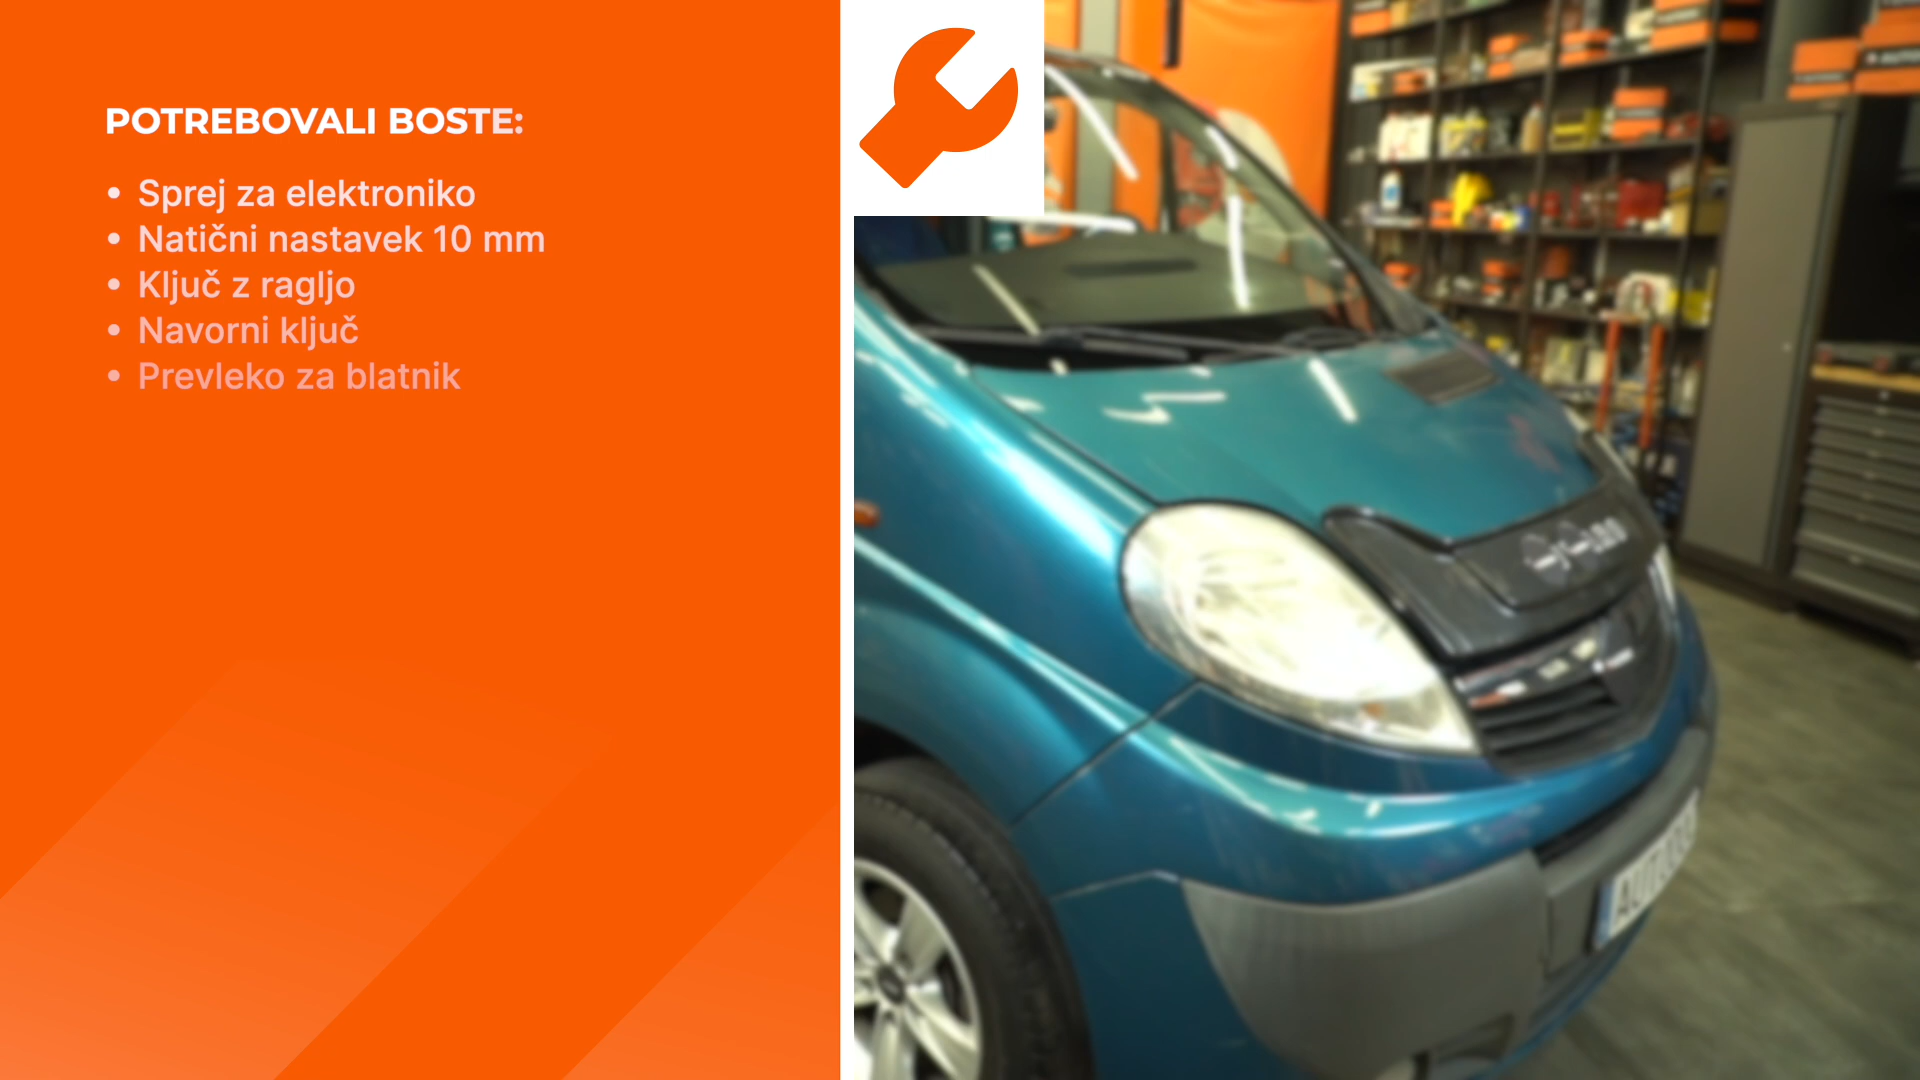 POTREBOVALI BOSTE:
• Sprej za elektroniko
• Natični nastavek 10 mm
• Ključ z ragljo
• Navorni ključ
• Prevleko za blatnik